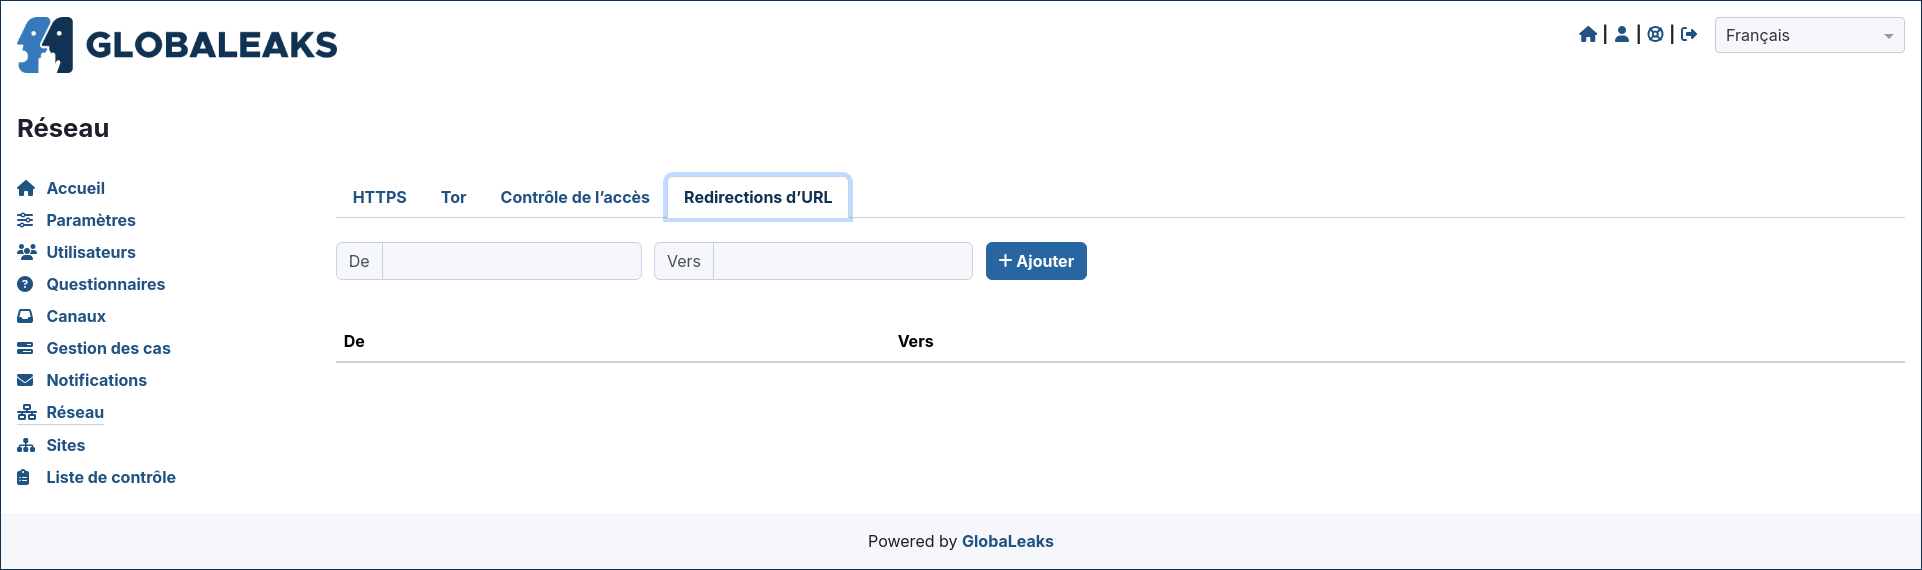 GLOBALEAKS
Français
Réseau
Accueil
Paramètres
Utilisateurs
Questionnaires
Canaux
Gestion des cas
Notifications
Réseau
Sites
Liste de contrôle
HTTPS Tor Contrôle de l’accès Redirections d’URL
De Vers Ajouter
De Vers
Powered by GlobaLeaks